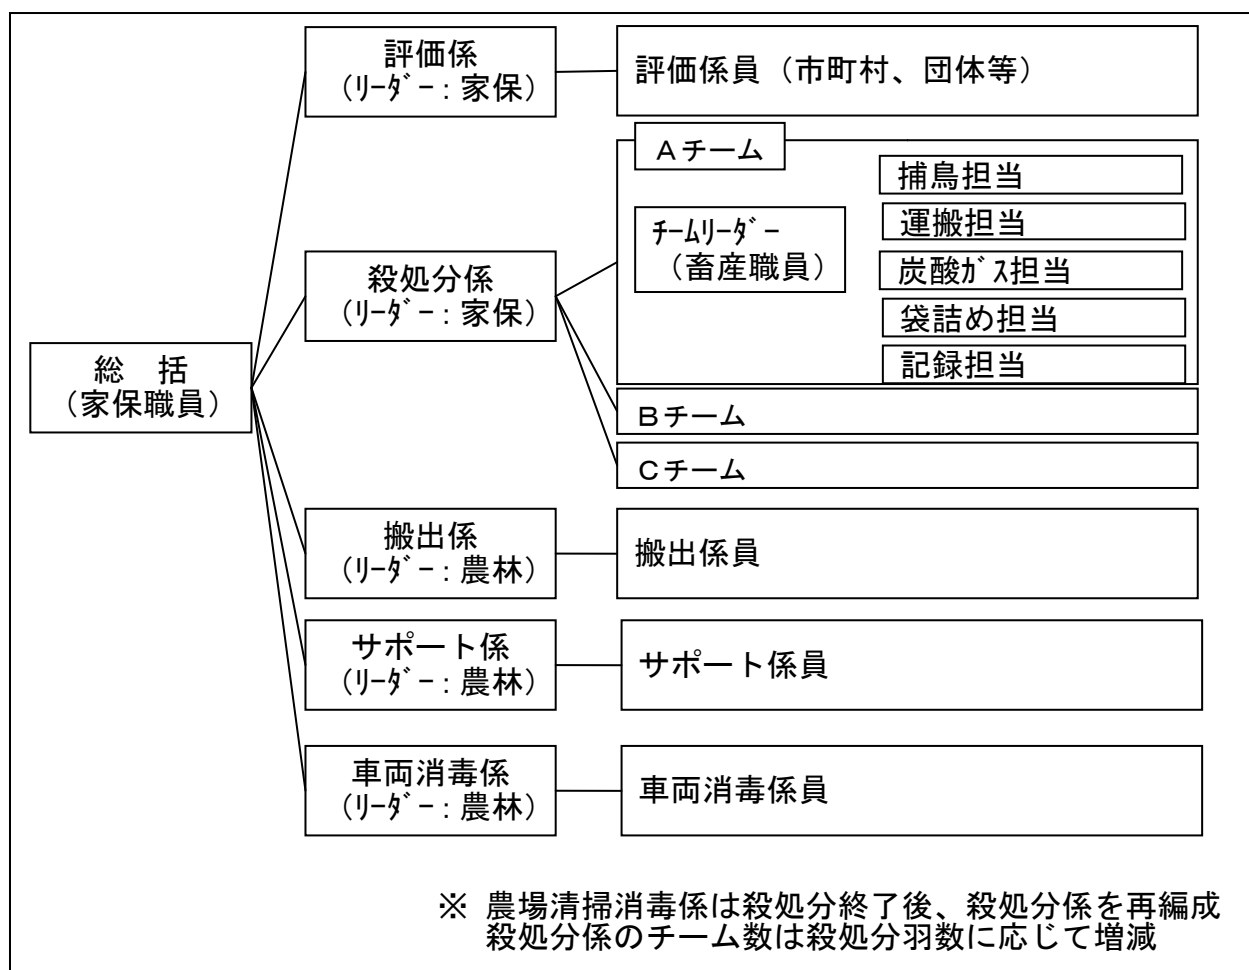 評価係
（ﾘｰﾀﾞｰ：家保）
評価係員（市町村、団体等）
Ａチーム
捕鳥担当
運搬担当
ﾁｰﾑﾘｰﾀﾞｰ
（畜産職員）
炭酸ｶﾞｽ担当
袋詰め担当
記録担当
殺処分係
（ﾘｰﾀﾞｰ：家保）
総　括
（家保職員）
Ｂチーム
Ｃチーム
搬出係
（ﾘｰﾀﾞｰ：農林）
搬出係員
サポート係
（ﾘｰﾀﾞｰ：農林）
サポート係員
車両消毒係
（ﾘｰﾀﾞｰ：農林）
車両消毒係員
※ 農場清掃消毒係は殺処分終了後、殺処分係を再編成
殺処分係のチーム数は殺処分羽数に応じて増減